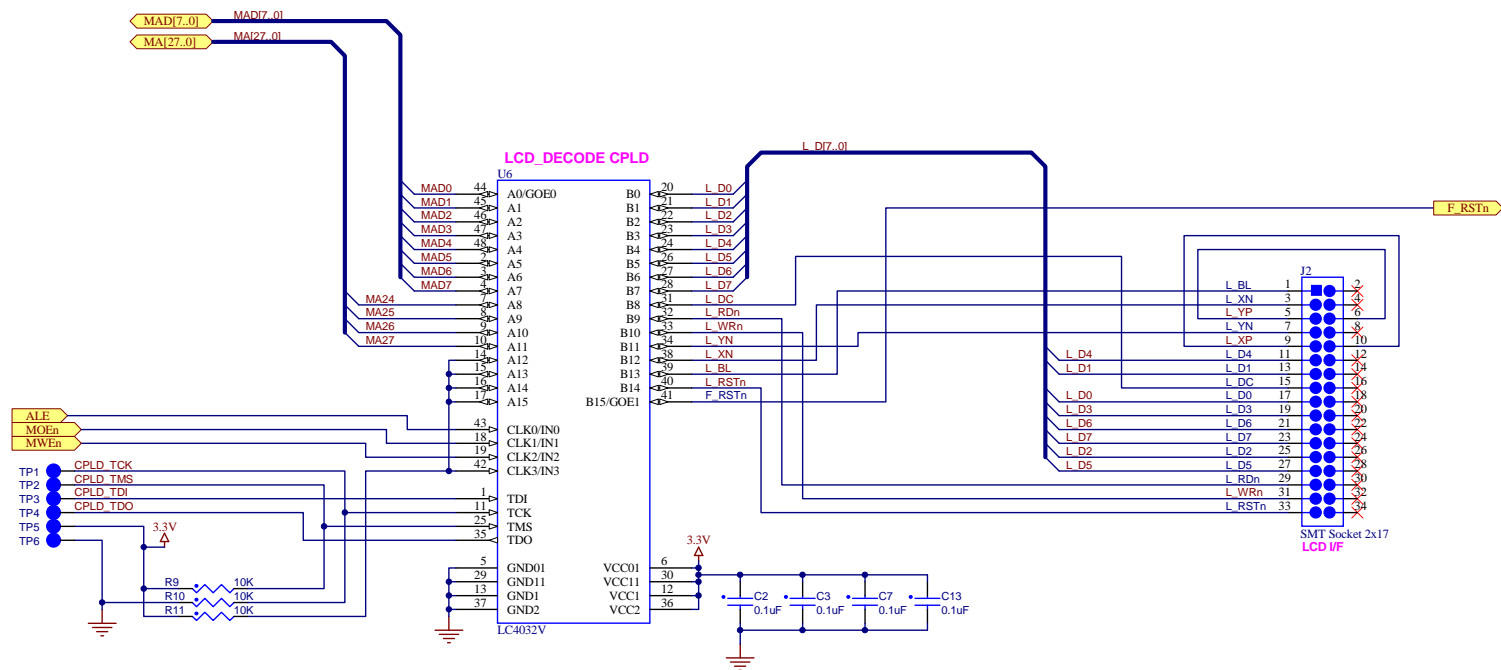 MAD[7..0] MAD[7..0]
MA[27..0] MA[27..0]
LCD_DECODE CPLD
U6
L_D[7..0]
F_RSTn
MAD0 44 A0/GOE0 B0 20 L_D0
MAD1 45 A1 B1 21 L_D1
MAD2 46 A2 B2 22 L_D2
MAD3 47 A3 B3 23 L_D3
MAD4 48 A4 B4 24 L_D4
MAD5 2 A5 B5 26 L_D5
MAD6 3 A6 B6 27 L_D6
MAD7 4 A7 B7 28 L_D7
MA24 7 A8 B8 31 L_DC
MA25 8 A9 B9 32 L_RDn
MA26 9 A10 B10 33 L_WRn
MA27 10 A11 B11 34 L_YN
14 A12 B12 38 L_XN
15 A13 B13 39 L_BL
16 A14 B14 40 L_RSTn
17 A15 B15/GOE1 41 F_RSTn
ALE 43 CLK0/IN0
MOEn 18 CLK1/IN1
MWEn 19 CLK2/IN2
42 CLK3/IN3
TP1 CPLD_TCK
TP2 CPLD_TMS
TP3 CPLD_TDI
TP4 CPLD_TDO
TP5
TP6
3.3V
1 TDI
11 TCK
25 TMS
35 TDO
5 GND01 VCC01 6
29 GND11 VCC11 30
13 GND1 VCC1 12
37 GND2 VCC2 36
LC4032V
R9 10K
R10 10K
R11 10K
3.3V
C2 0.1uF
C3 0.1uF
C7 0.1uF
C13 0.1uF
J2
L_BL 1 2
L_XN 3 4
L_YP 5 6
L_YN 7 8
L_XP 9 10
L_D4 L_D4 11 12
L_D1 L_D1 13 14
L_DC 15 16
L_D0 L_D0 17 18
L_D3 L_D3 19 20
L_D6 L_D6 21 22
L_D7 L_D7 23 24
L_D2 L_D2 25 26
L_D5 L_D5 27 28
L_RDn 29 30
L_WRn 31 32
L_RSTn 33 34
SMT Socket 2x17
LCD I/F